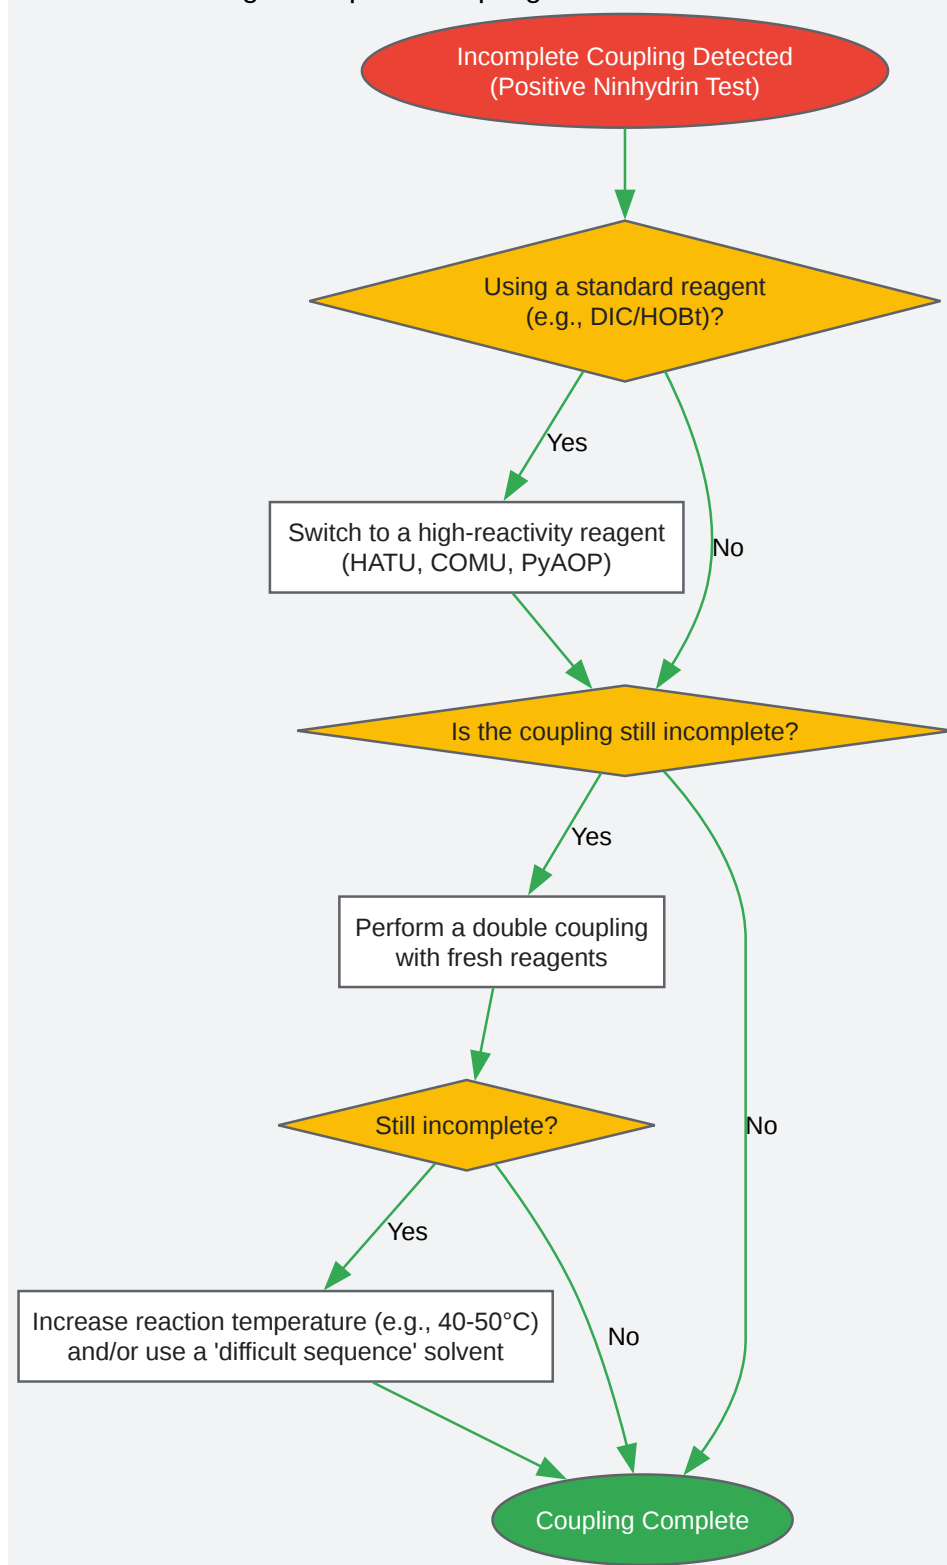 Incomplete Coupling Detected
(Positive Ninhydrin Test)
Using a standard reagent
(e.g., DIC/HOBt)?
Yes
Switch to a high-reactivity reagent
(HATU, COMU, PyAOP)
No
Is the coupling still incomplete?
Yes
Perform a double coupling
with fresh reagents
Still incomplete?
No
Yes
Increase reaction temperature (e.g., 40-50°C)
and/or use a 'difficult sequence' solvent
No
Coupling Complete